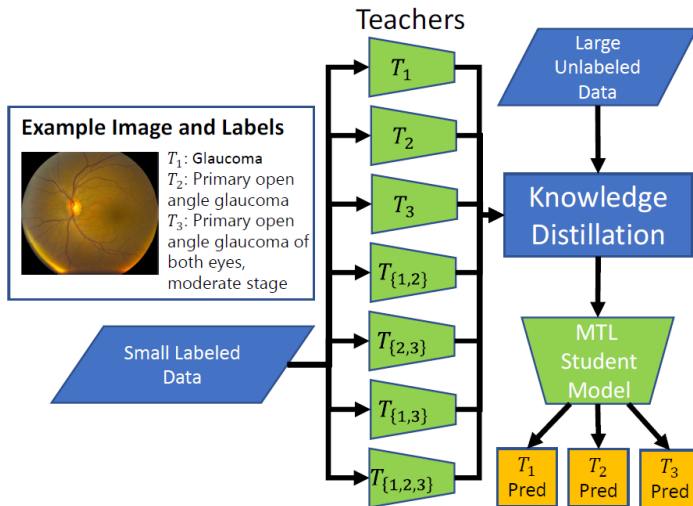 Teachers
Large
Unlabeled
Data
Example Image and Labels
T₁: Glaucoma
T₂: Primary open
angle glaucoma
T₃: Primary open
angle glaucoma of
both eyes,
moderate stage
Small Labeled
Data
T₁
T₂
T₃
T{1,2}
T{2,3}
T{1,3}
T{1,2,3}
Knowledge
Distillation
MTL
Student
Model
T₁
Pred
T₂
Pred
T₃
Pred